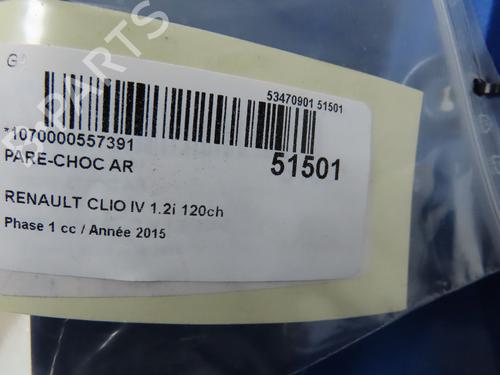 53470901 51501
*1070000557391
PARE-CHOC AR
51501
RENAULT CLIO IV 1.2i 120ch
Phase 1 cc / Année 2015